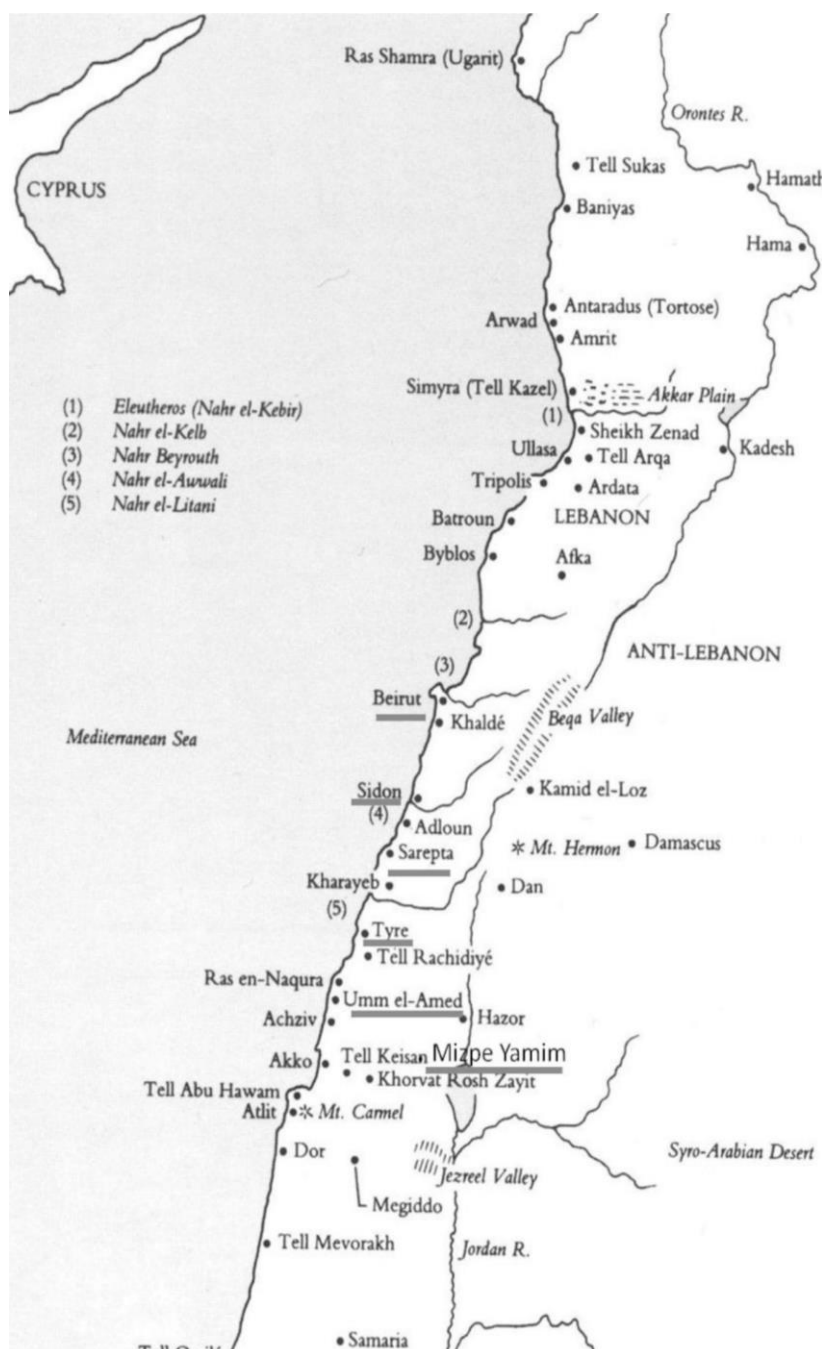 Ras Shamra (Ugarit)
Orontes R.
Tell Sukas
CYPRUS
Hamath
Baniyas
Hama
Antaradus (Tortose)
Arwad
Amrit
Simyra (Tell Kazel)
Akkar Plain
(1)
(1) Eleutheros (Nahr el-Kebir)
(2) Nahr el-Kelb
(3) Nahr Beyrouth
(4) Nahr el-Awwali
(5) Nahr el-Litani
Sheikh Zenad
Ullasa
Tell Arqa
Kadesh
Tripolis
Ardata
Batroun
LEBANON
Byblos
Afka
(2)
ANTI-LEBANON
(3)
Beirut
Khaldé
Beqa Valley
Mediterranean Sea
Sidon
(4)
Kamid el-Loz
Adloun
Sarepta
Mt. Hermon
Damascus
Kharayeb
Dan
(5)
Tyre
Tell Rachidiyé
Ras en-Naqura
Umm el-Amed
Achziv
Hazor
Akko
Tell Keisan
Mizpe Yamim
Khorvat Rosh Zayit
Tell Abu Hawam
Atlit
Mt. Carmel
Dor
Jezreel Valley
Syro-Arabian Desert
Megiddo
Tell Mevorakh
Jordan R.
Samaria